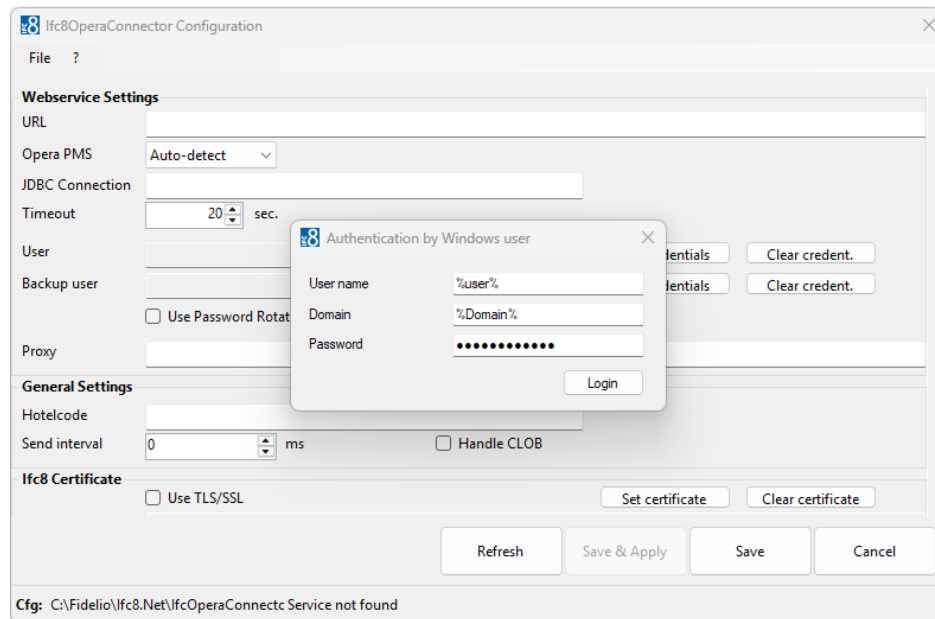 Ifc8OperaConnector Configuration
File ?
Webservice Settings
URL
Opera PMS Auto-detect
JDBC Connection
Timeout 20 sec.
Authentication by Windows user
User Clear credent.
User name %user%
Backup user Clear credent.
Domain %Domain%
Use Password Rotat
Password ●●●●●●●●●●●●
Proxy
Login
General Settings
Hotelcode
Send interval 0 ms Handle CLOB
Ifc8 Certificate
Use TLS/SSL Set certificate Clear certificate
Refresh Save & Apply Save Cancel
Cfg: C:\Fidelio\Ifc8.Net\IfcOperaConnectc Service not found